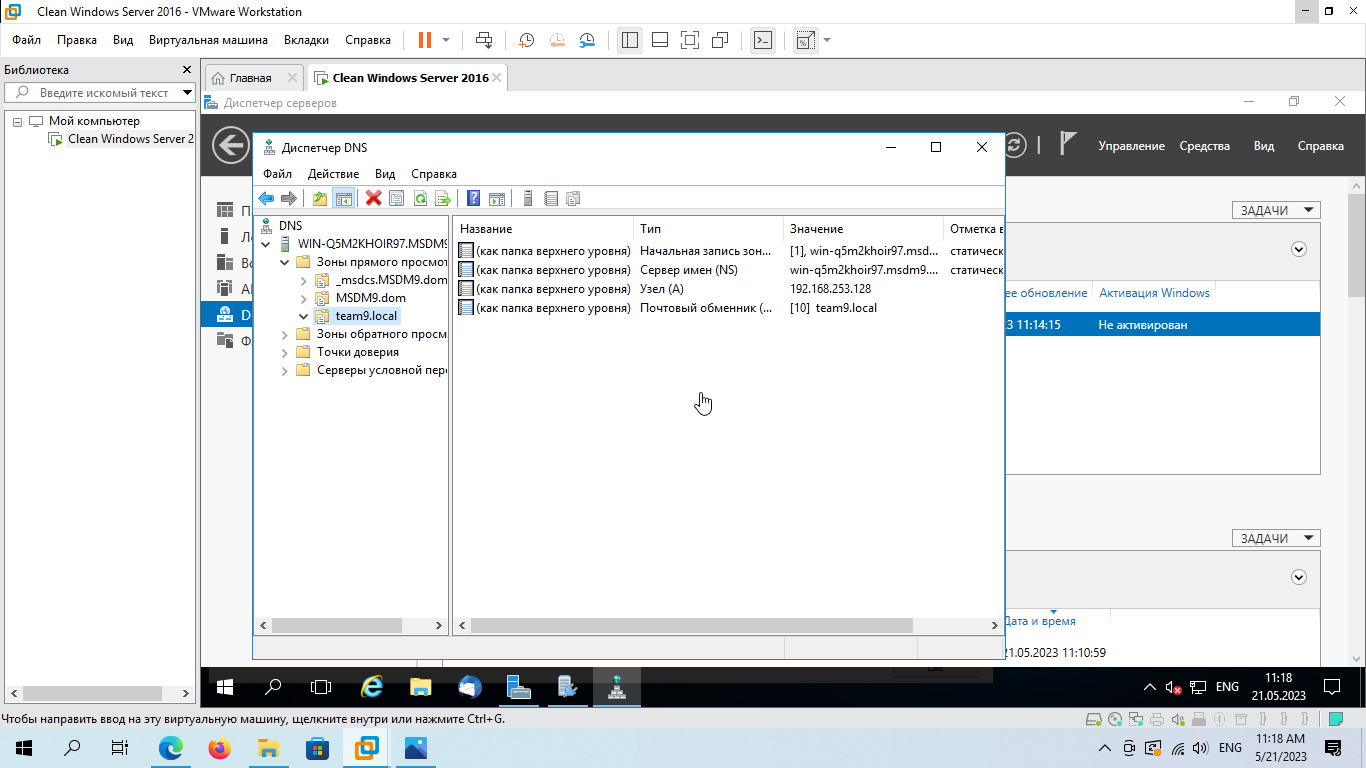 Clean Windows Server 2016 - VMware Workstation
Файл Правка Вид Виртуальная машина Вкладки Справка
Библиотека
Введите искомый текст
Мой компьютер
Clean Windows Server 2
Главная
Clean Windows Server 2016
Диспетчер серверов
Управление Средства Вид Справка
Диспетчер DNS
Файл Действие Вид Справка
DNS
WIN-Q5M2KHOIR97.MSDM9
Зоны прямого просмот
_msdcs.MSDM9.dom
MSDM9.dom
team9.local
Зоны обратного просм
Точки доверия
Серверы условной пере
Название Тип Значение Отметка в
(как папка верхнего уровня) Начальная запись зон... [1], win-q5m2khoir97.msd... статическ
(как папка верхнего уровня) Сервер имен (NS) win-q5m2khoir97.msdm9.... статическ
(как папка верхнего уровня) Узел (A) 192.168.253.128
(как папка верхнего уровня) Почтовый обменник (... [10] team9.local
ЗАДАЧИ
ее обновление Активация Windows
3 11:14:15 Не активирован
ЗАДАЧИ
Дата и время
21.05.2023 11:10:59
ENG
11:18
21.05.2023
Чтобы направить ввод на эту виртуальную машину, щелкните внутри или нажмите Ctrl+G.
ENG
11:18 AM
5/21/2023